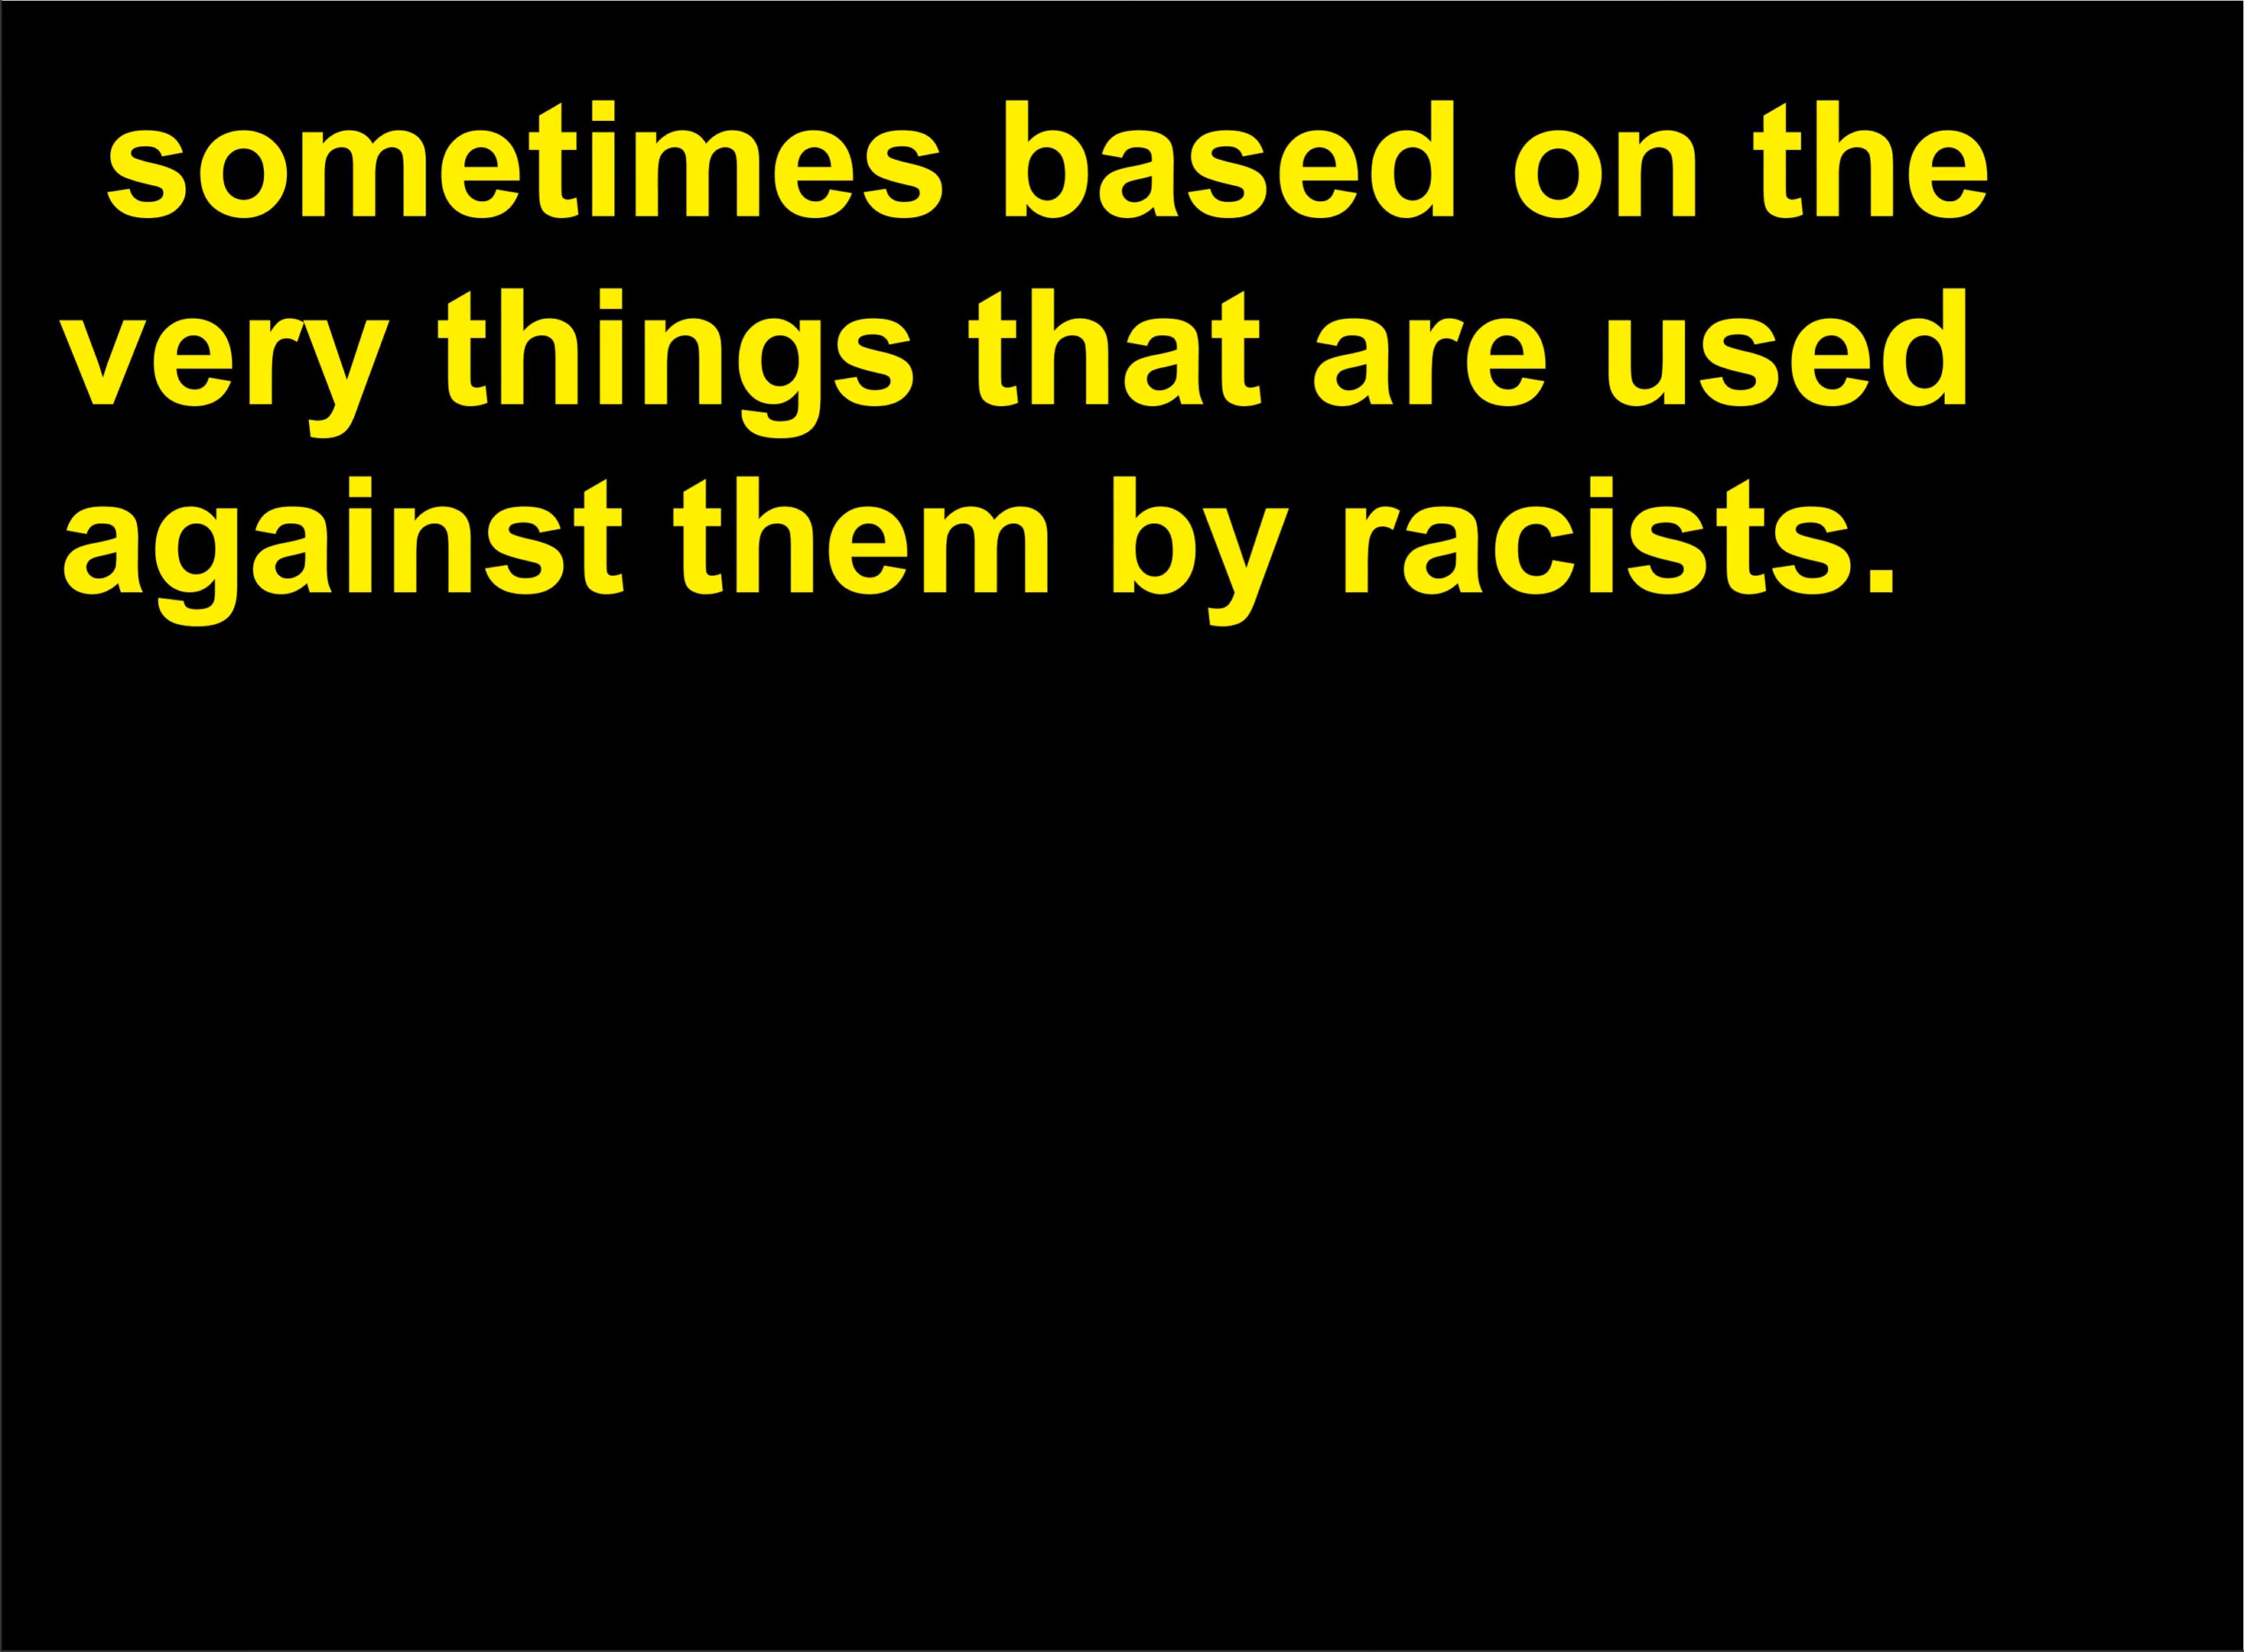 sometimes based on the
very things that are used
against them by racists.